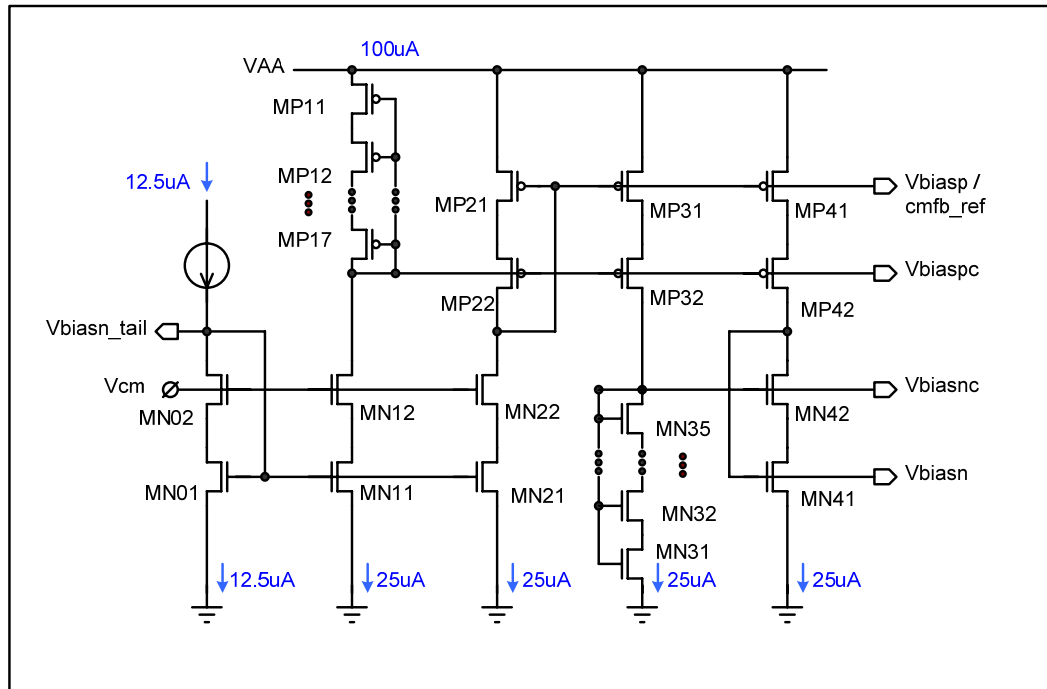 100uA
VAA
MP11
MP12
12.5uA
MP17
MP21
MP31
MP41
Vbiasp /
cmfb_ref
Vbiaspc
MP22
MP32
MP42
Vbiasn_tail
Vcm
Vbiasnc
MN02
MN12
MN22
MN35
MN42
Vbiasn
MN01
MN11
MN21
MN32
MN41
MN31
12.5uA
25uA
25uA
25uA
25uA